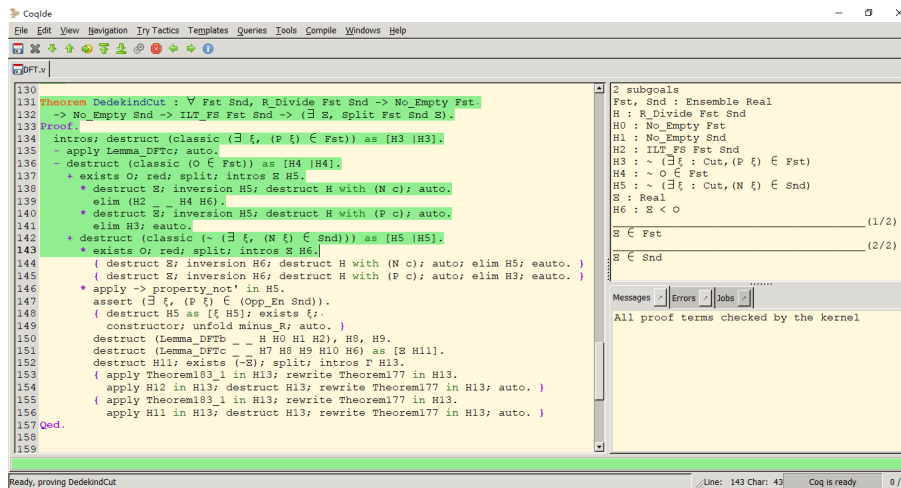 CoqIde
File Edit View Navigation Try Tactics Templates Queries Tools Compile Windows Help
DFT.v
130
131 Theorem DedekindCut : ∀ Fst Snd, R_Divide Fst Snd -> No_Empty Fst
132 -> No_Empty Snd -> ILT_FS Fst Snd -> (∃ Ξ, Split Fst Snd Ξ).
133 Proof.
134 intros; destruct (classic (∃ ξ, (P ξ) ∈ Fst)) as [H3 |H3].
135 - apply Lemma_DFTc; auto.
136 - destruct (classic (O ∈ Fst)) as [H4 |H4].
137 + exists O; red; split; intros Ξ H5.
138 * destruct Ξ; inversion H5; destruct H with (N c); auto.
139 elim (H2 _ _ H4 H6).
140 * destruct Ξ; inversion H5; destruct H with (P c); auto.
141 elim H3; eauto.
142 + destruct (classic (~ (∃ ξ, (N ξ) ∈ Snd))) as [H5 |H5].
143 * exists O; red; split; intros Ξ H6.
144 { destruct Ξ; inversion H6; destruct H with (N c); auto; elim H5; eauto. }
145 { destruct Ξ; inversion H6; destruct H with (P c); auto; elim H3; eauto. }
146 * apply -> property_not' in H5.
147 assert (∃ ξ, (P ξ) ∈ (Opp_En Snd)).
148 { destruct H5 as [ξ H5]; exists ξ;
149 constructor; unfold minus_R; auto. }
150 destruct (Lemma_DFTb _ _ H H0 H1 H2), H8, H9.
151 destruct (Lemma_DFTc _ _ H7 H8 H9 H10 H6) as [Ξ H11].
152 destruct H11; exists (-Ξ); split; intros Γ H13.
153 { apply Theorem183_1 in H13; rewrite Theorem177 in H13.
154 apply H12 in H13; destruct H13; rewrite Theorem177 in H13; auto. }
155 { apply Theorem183_1 in H13; rewrite Theorem177 in H13.
156 apply H11 in H13; destruct H13; rewrite Theorem177 in H13; auto. }
157 Qed.
158
159
2 subgoals
Fst, Snd : Ensemble Real
H : R_Divide Fst Snd
H0 : No_Empty Fst
H1 : No_Empty Snd
H2 : ILT_FS Fst Snd
H3 : ~ (∃ ξ : Cut, (P ξ) ∈ Fst)
H4 : ~ O ∈ Fst
H5 : ~ (∃ ξ : Cut, (N ξ) ∈ Snd)
Ξ : Real
H6 : Ξ < O
(1/2)
Ξ ∈ Fst
(2/2)
Ξ ∈ Snd
Messages Errors Jobs
All proof terms checked by the kernel
Ready, proving DedekindCut Line: 143 Char: 43 Coq is ready 0 /